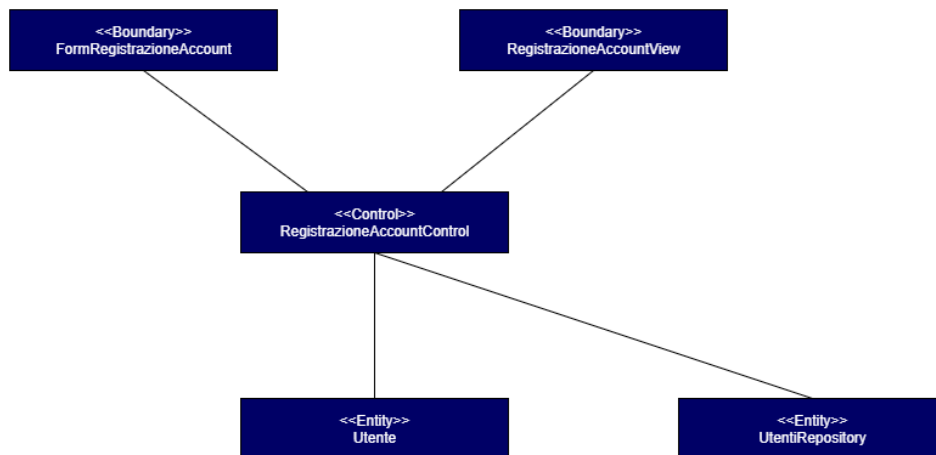 <<Boundary>>
FormRegistrazioneAccount
<<Boundary>>
RegistrazioneAccountView
<<Control>>
RegistrazioneAccountControl
<<Entity>>
Utente
<<Entity>>
UtentiRepository